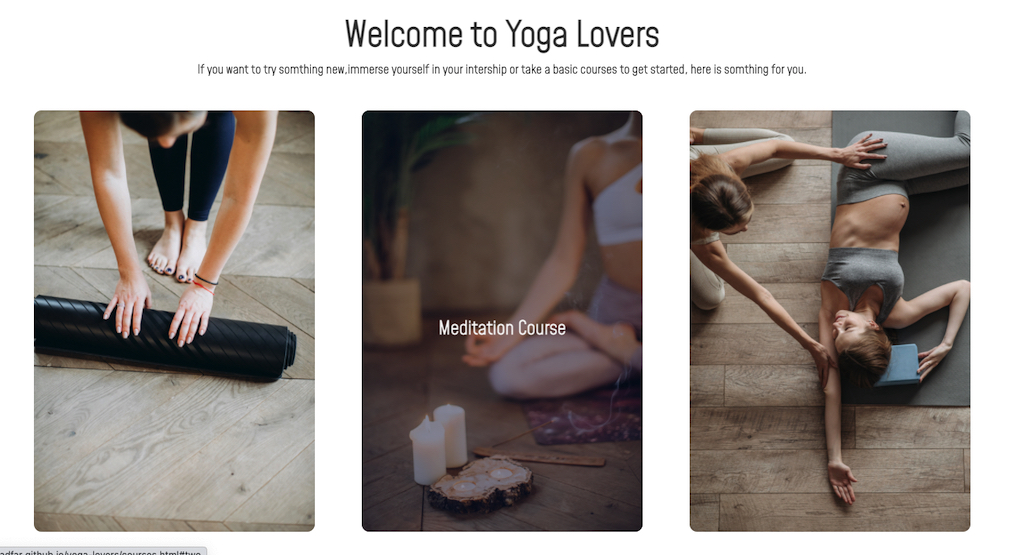 Welcome to Yoga Lovers
If you want to try somthing new,immerse yourself in your intership or take a basic courses to get started, here is somthing for you.
Meditation Course
adfar.github.io/yoga-lovers/courses.html#two